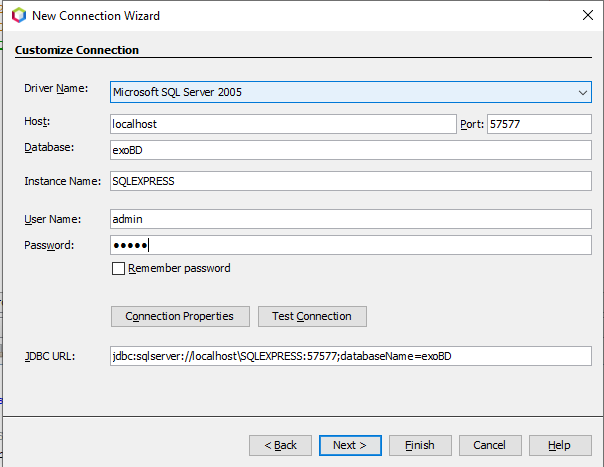 New Connection Wizard
Customize Connection
Driver Name: Microsoft SQL Server 2005
Host: localhost Port: 57577
Database: exoBD
Instance Name: SQLEXPRESS
User Name: admin
Password: •••••
Remember password
Connection Properties Test Connection
JDBC URL: jdbc:sqlserver://localhost\SQLEXPRESS:57577;databaseName=exoBD
< Back Next > Finish Cancel Help